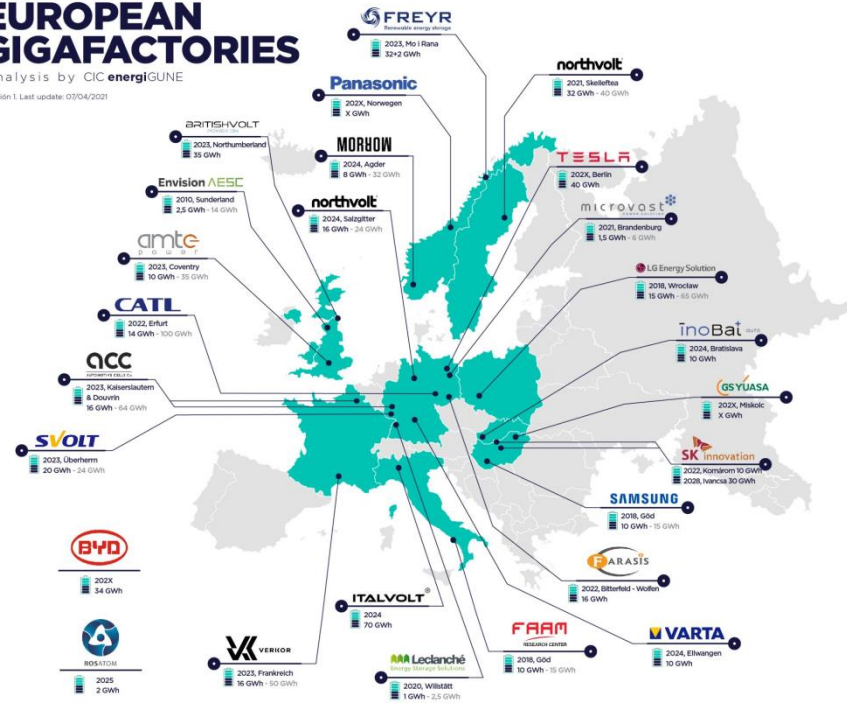 EUROPEAN
GIGAFACTORIES
nalysis by CIC energiGUNE
ión 1. Last update: 07/04/2021
FREYR
Renewable energy storage
2023, Mo i Rana
32+2 GWh
northvolt
2021, Skelleftea
32 GWh - 40 GWh
Panasonic
202X, Norwegen
X GWh
BRITISHVOLT
2023, Northumberland
35 GWh
MORROW
2024, Agder
8 GWh - 32 GWh
TESLA
202X, Berlin
40 GWh
Envision AESC
2010, Sunderland
2,5 GWh - 14 GWh
northvolt
2024, Salzgitter
16 GWh - 24 GWh
microvast
POWER SOLUTIONS
2021, Brandenburg
1,5 GWh - 6 GWh
amte
power
2023, Coventry
10 GWh - 35 GWh
LG Energy Solution
2018, Wrocław
15 GWh - 65 GWh
CATL
2022, Erfurt
14 GWh - 100 GWh
inoBat
2024, Bratislava
10 GWh
acc
AUTOMOTIVE CELLS Co
2023, Kaiserslautern
& Douvrin
16 GWh - 64 GWh
GS YUASA
202X, Miskolc
X GWh
SVOLT
2023, Überherrn
20 GWh - 24 GWh
SK innovation
2022, Komárom 10 GWh
2028, Ivancsa 30 GWh
SAMSUNG
2018, Göd
10 GWh - 15 GWh
BYD
202X
34 GWh
FARASIS
2022, Bitterfeld - Wolfen
16 GWh
ITALVOLT
2024
70 GWh
ROSATOM
2025
2 GWh
VERKOR
2023, Frankreich
16 GWh - 50 GWh
Leclanché
Energy Storage Solutions
2020, Willstätt
1 GWh - 2,5 GWh
FAAM
RESEARCH CENTER
2018, Göd
10 GWh - 15 GWh
VARTA
2024, Ellwangen
10 GWh